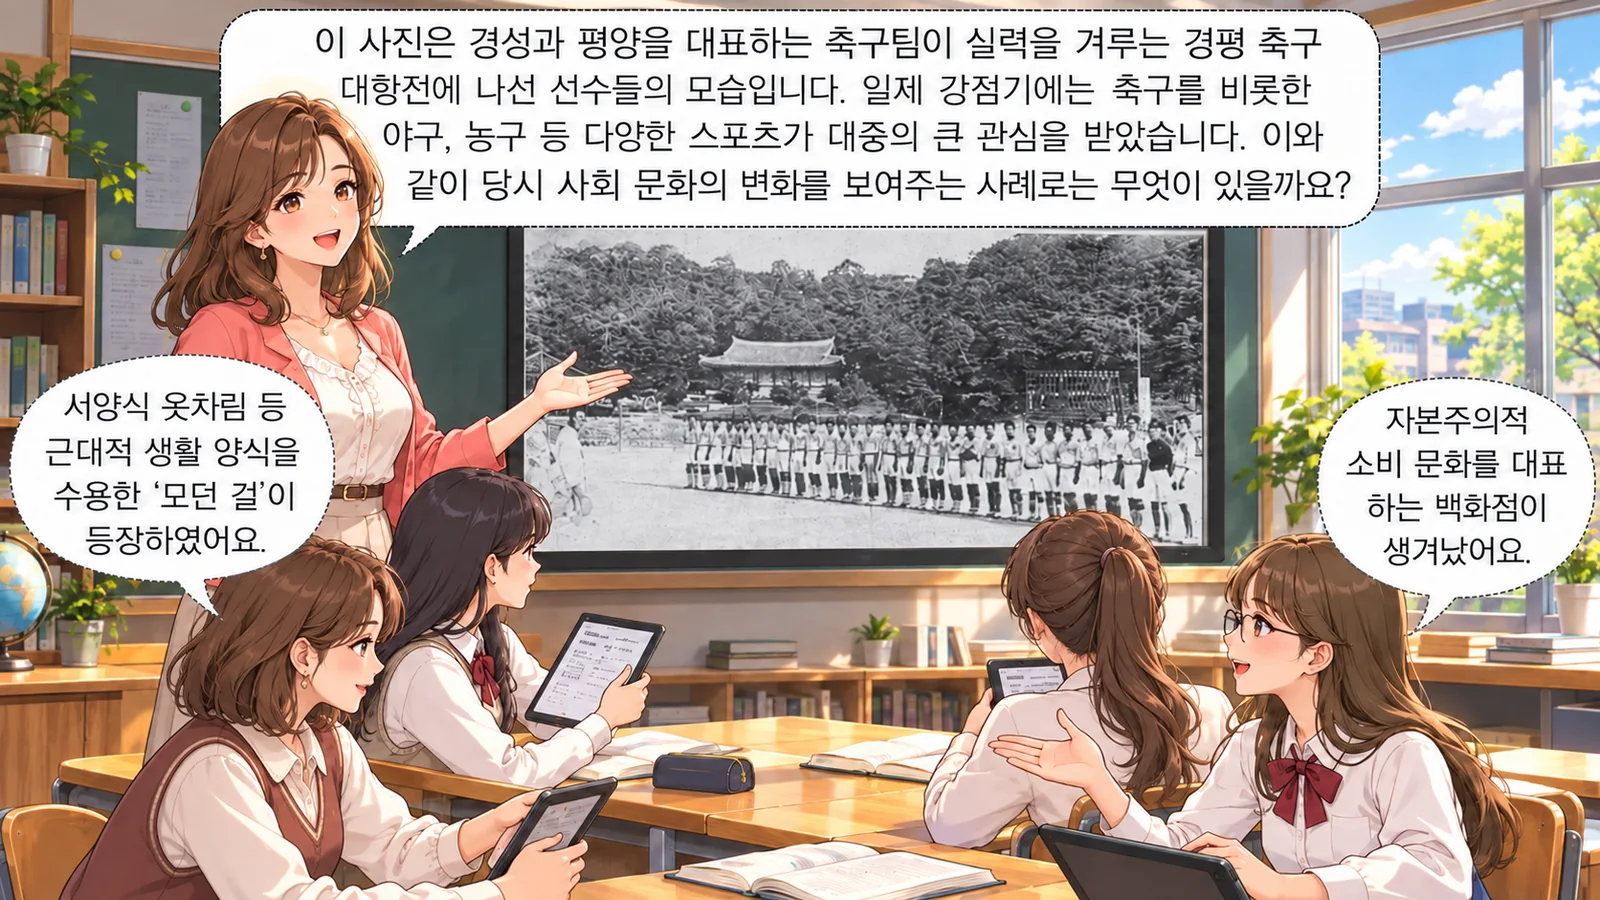 이 사진은 경성과 평양을 대표하는 축구팀이 실력을 겨루는 경평 축구
대항전에 나선 선수들의 모습입니다. 일제 강점기에는 축구를 비롯한
야구, 농구 등 다양한 스포츠가 대중의 큰 관심을 받았습니다. 이와
같이 당시 사회 문화의 변화를 보여주는 사례로는 무엇이 있을까요?
서양식 옷차림 등
근대적 생활 양식을
수용한 ‘모던 걸’이
등장하였어요.
자본주의적
소비 문화를 대표
하는 백화점이
생겨났어요.